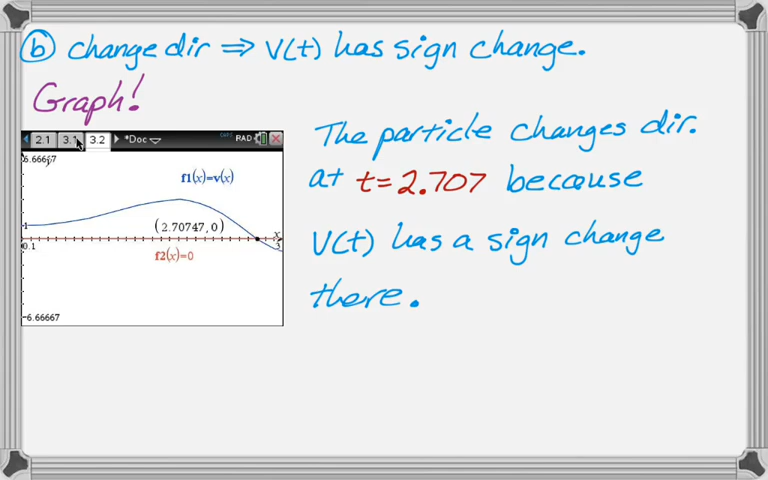 (b) change dir ⇒ v(t) has sign change.
Graph!
2.1 3.1 3.2 *Doc RAD
6.66667 y
f1(x)=v(x)
The particle changes dir.
at t=2.707 because
(2.70747,0)
1
x
0.1 3
f2(x)=0
v(t) has a sign change
there.
-6.66667